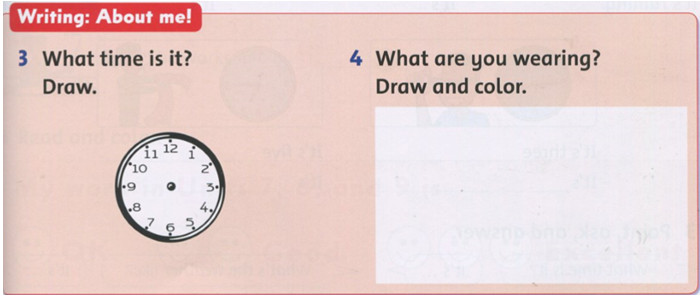 Writing: About me!
3 What time is it?
Draw.
11 12 1
10 2
9 3
8 4
7 6 5
4 What are you wearing?
Draw and color.